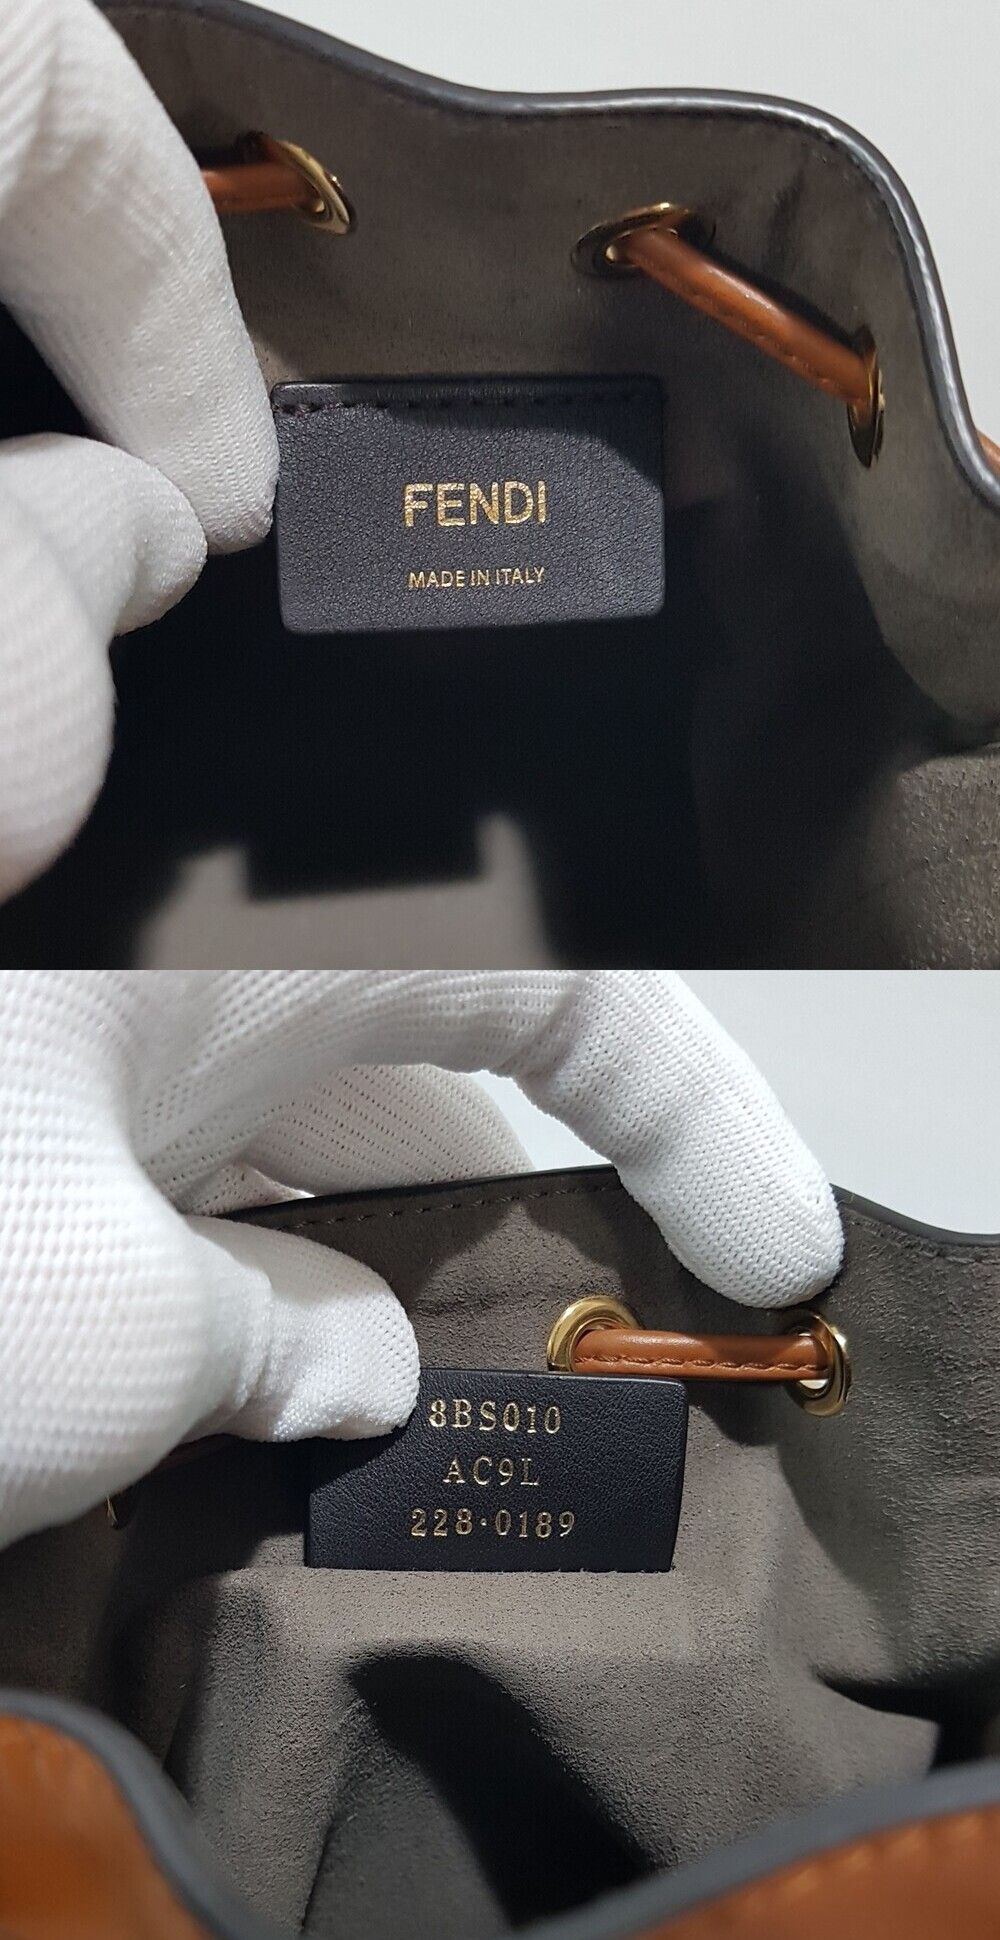 FENDI
MADE IN ITALY
8BS010
AC9L
228·0189